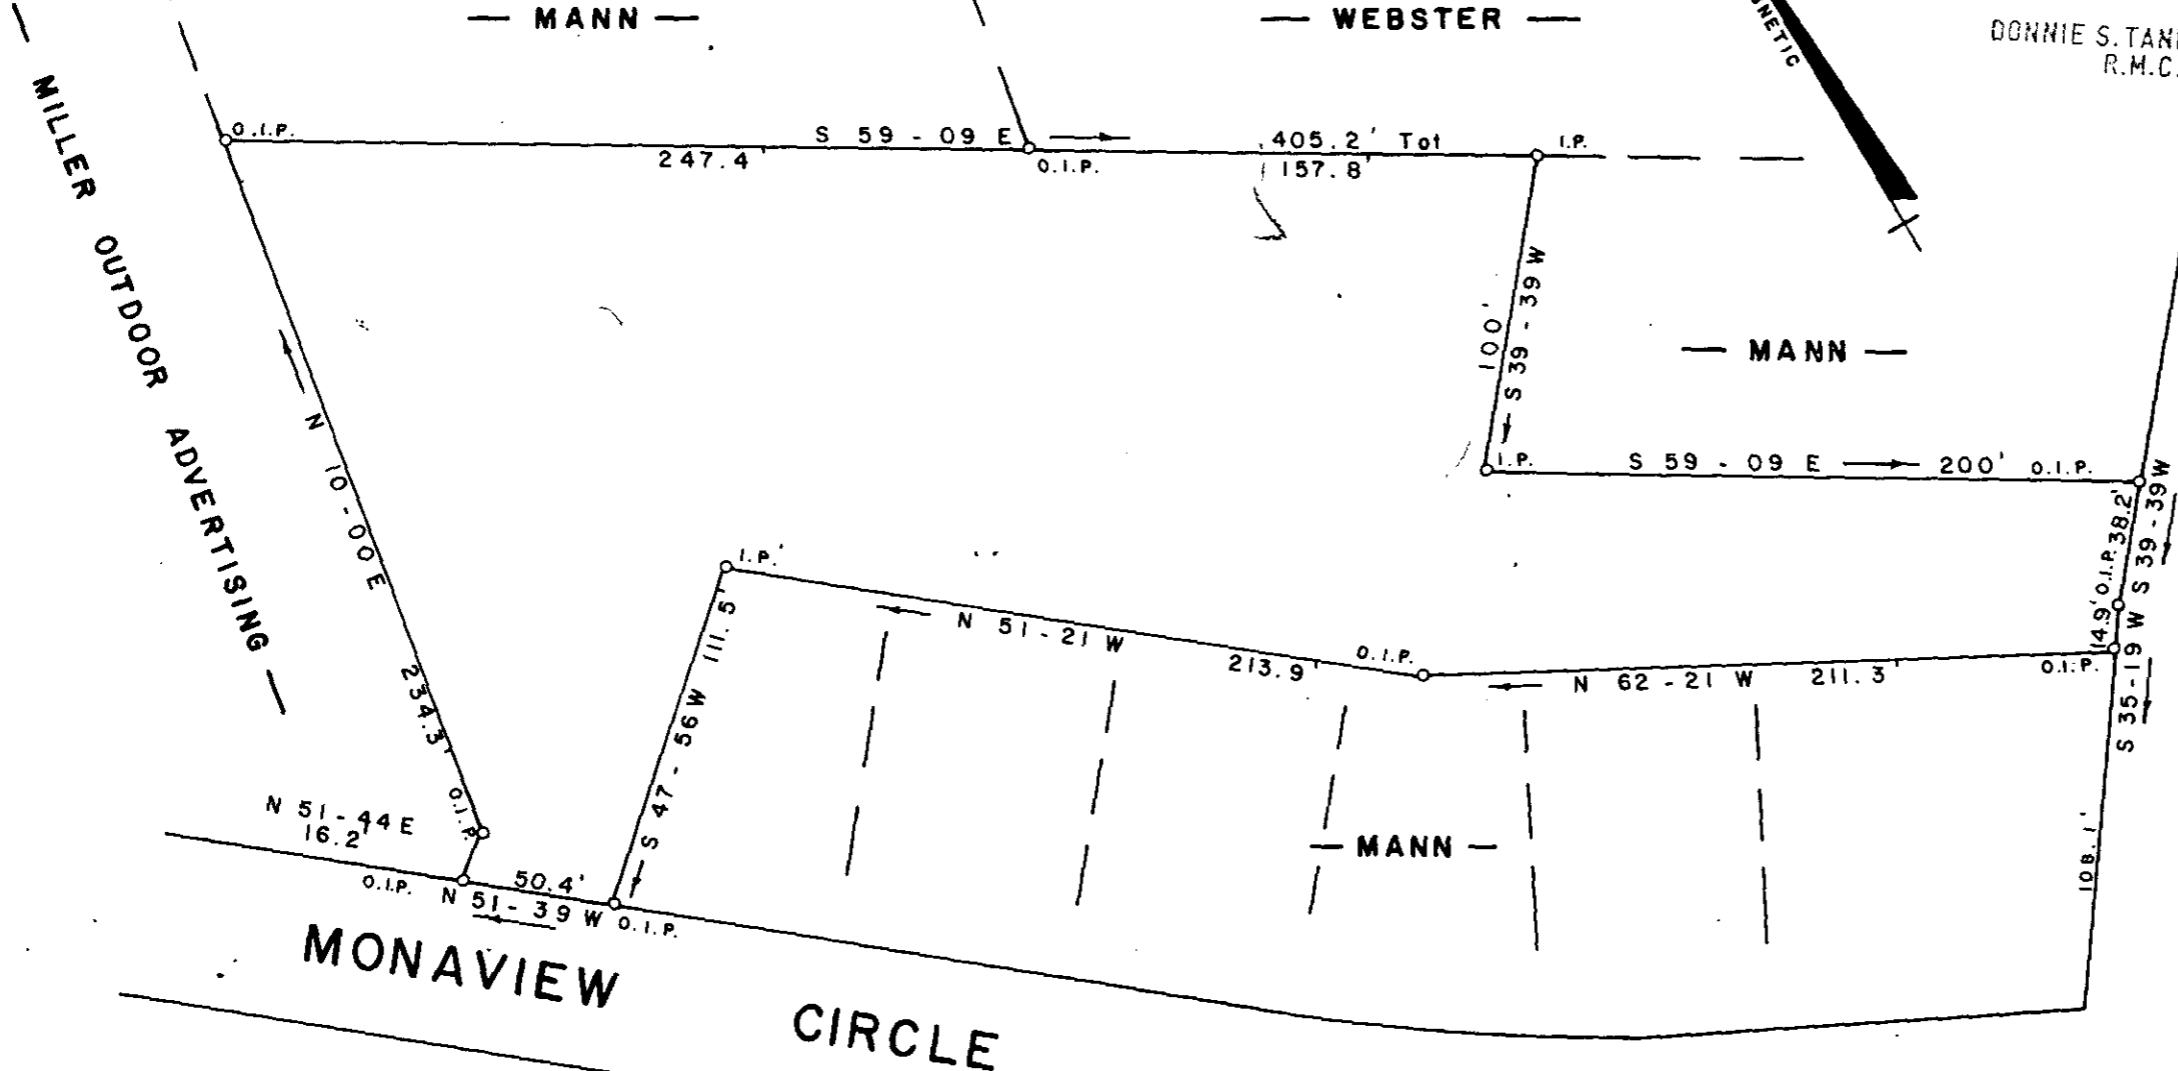 — MANN —
— WEBSTER —
DONNIE S. TAN
R.M.C.
— MILLER OUTDOOR ADVERTISING —
O.I.P.
S 59 - 09 E
247.4'
O.I.P.
405.2' Tot
157.8'
I.P.
100'
S 39 - 39 W
— MANN —
I.P.
S 59 - 09 E
200'
O.I.P.
38.2'
S 39 - 39 W
O.I.P.
14.9'
S 35 - 19 W
O.I.P.
108.1'
N 10 - 00 E
234.3'
O.I.P.
I.P.
111.5'
S 47 - 56 W
N 51 - 21 W
213.9'
O.I.P.
N 62 - 21 W
211.3'
— MANN —
N 51 - 44 E
16.2'
O.I.P.
50.4'
N 51 - 39 W
O.I.P.
MONAVIEW CIRCLE